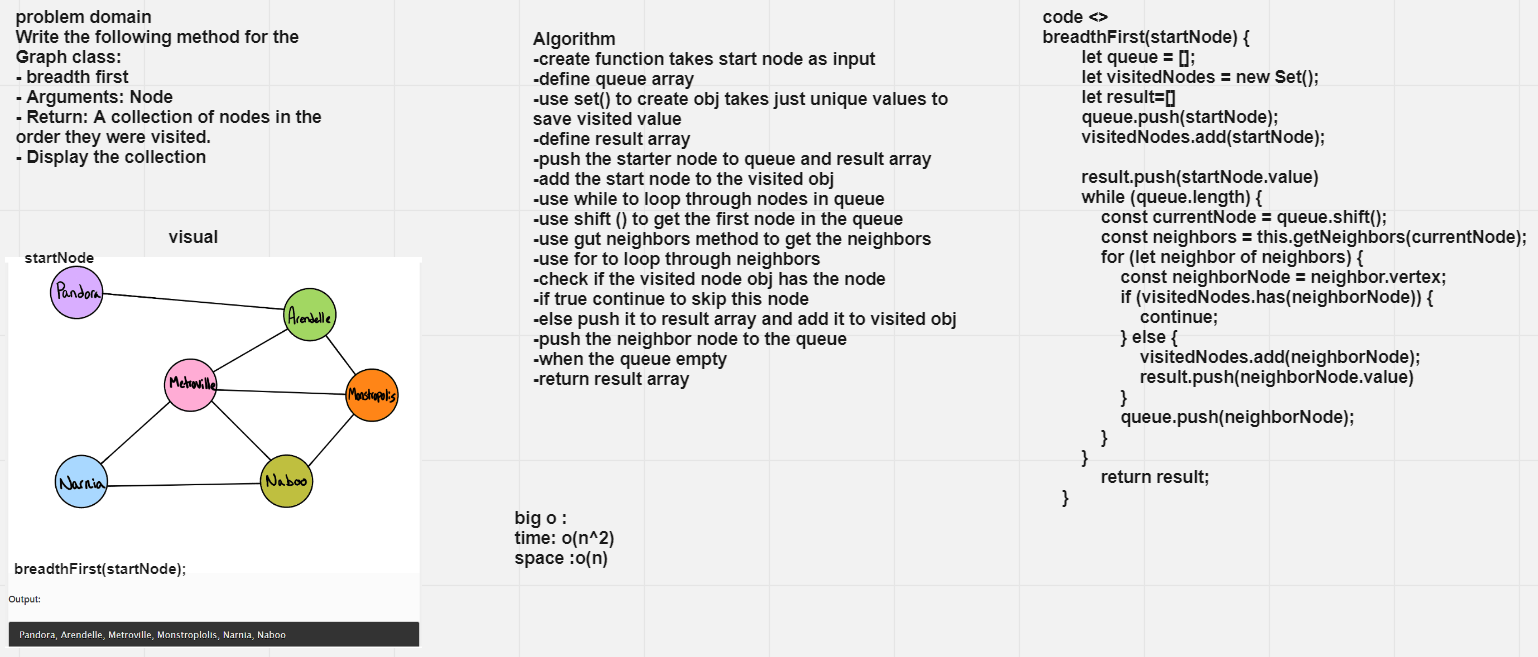 problem domain
Write the following method for the
Graph class:
- breadth first
- Arguments: Node
- Return: A collection of nodes in the
order they were visited.
- Display the collection
visual
startNode
Pandora
Arendelle
Metroville
Monstropolis
Narnia
Naboo
breadthFirst(startNode);
Output:
Pandora, Arendelle, Metroville, Monstroplolis, Narnia, Naboo
Algorithm
-create function takes start node as input
-define queue array
-use set() to create obj takes just unique values to
save visited value
-define result array
-push the starter node to queue and result array
-add the start node to the visited obj
-use while to loop through nodes in queue
-use shift () to get the first node in the queue
-use gut neighbors method to get the neighbors
-use for to loop through neighbors
-check if the visited node obj has the node
-if true continue to skip this node
-else push it to result array and add it to visited obj
-push the neighbor node to the queue
-when the queue empty
-return result array
big o :
time: o(n^2)
space :o(n)
code <>
breadthFirst(startNode) {
let queue = [];
let visitedNodes = new Set();
let result=[]
queue.push(startNode);
visitedNodes.add(startNode);
result.push(startNode.value)
while (queue.length) {
const currentNode = queue.shift();
const neighbors = this.getNeighbors(currentNode);
for (let neighbor of neighbors) {
const neighborNode = neighbor.vertex;
if (visitedNodes.has(neighborNode)) {
continue;
} else {
visitedNodes.add(neighborNode);
result.push(neighborNode.value)
}
queue.push(neighborNode);
}
}
return result;
}